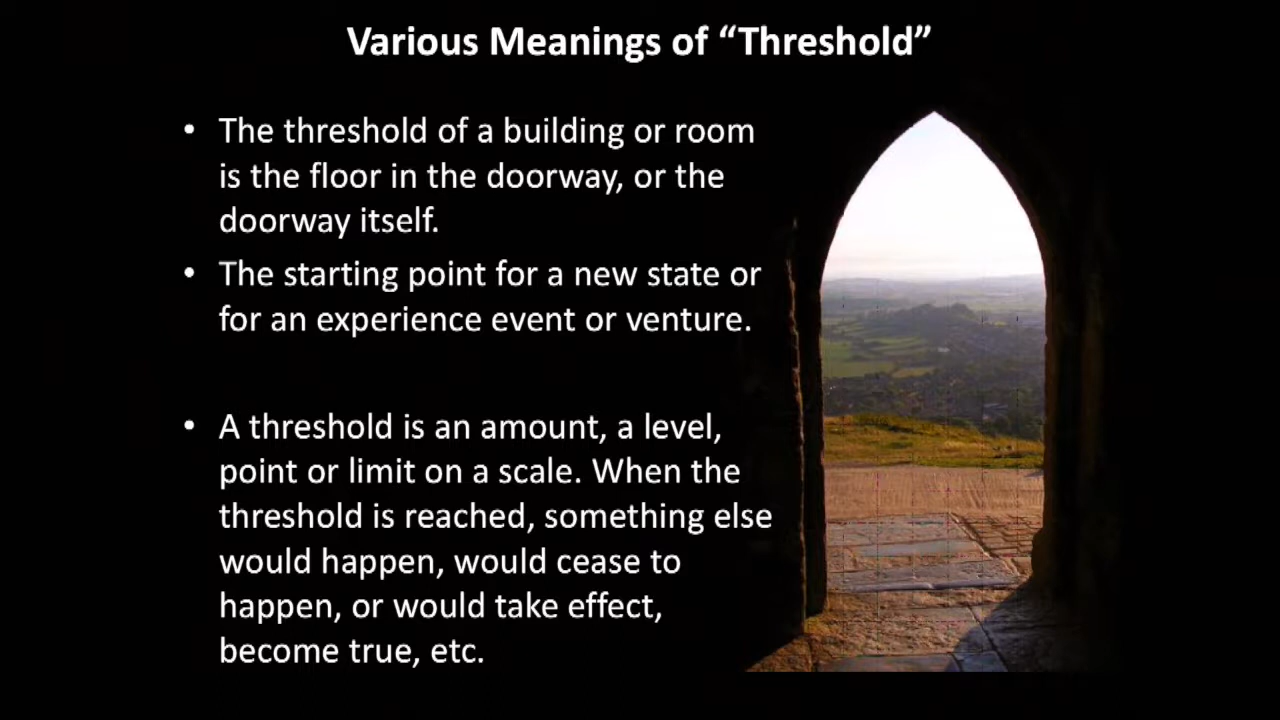 Various Meanings of “Threshold”
• The threshold of a building or room
is the floor in the doorway, or the
doorway itself.
• The starting point for a new state or
for an experience event or venture.
• A threshold is an amount, a level,
point or limit on a scale. When the
threshold is reached, something else
would happen, would cease to
happen, or would take effect,
become true, etc.